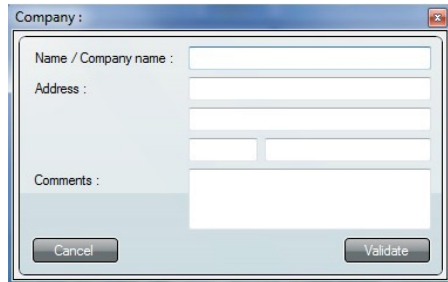 Company :
Name / Company name :
Address :
Comments :
Cancel Validate